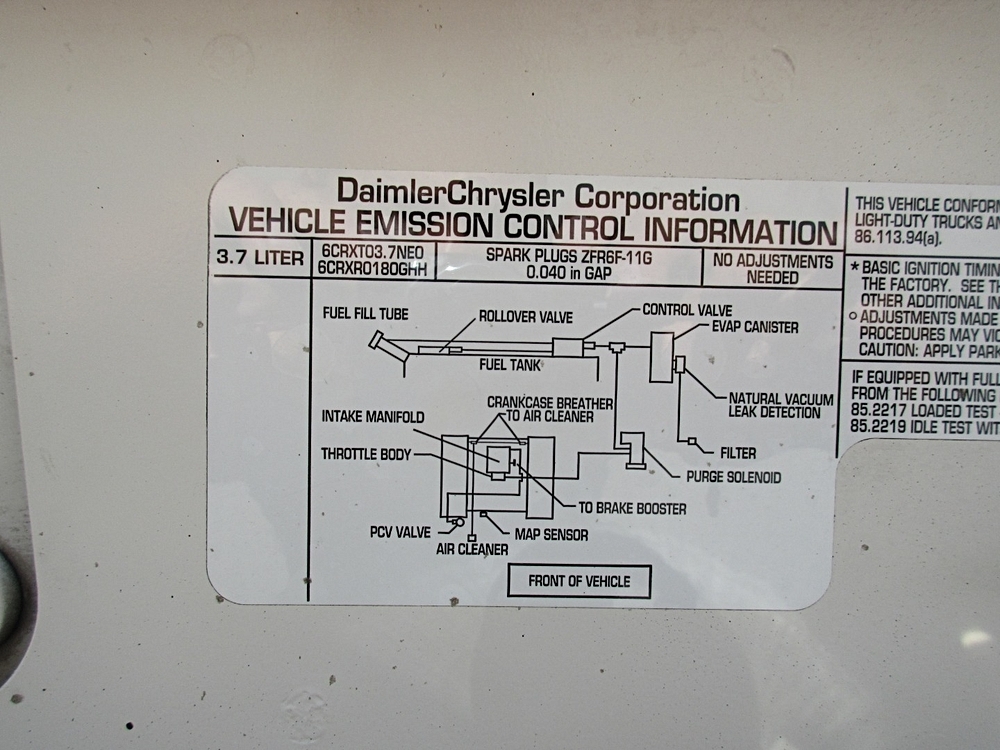 DaimlerChrysler Corporation
VEHICLE EMISSION CONTROL INFORMATION
3.7 LITER
6CRXT03.7NE0
6CRXR0180GHH
SPARK PLUGS ZFR6F-11G
0.040 in GAP
NO ADJUSTMENTS
NEEDED
FUEL FILL TUBE
ROLLOVER VALVE
CONTROL VALVE
EVAP CANISTER
FUEL TANK
NATURAL VACUUM
LEAK DETECTION
CRANKCASE BREATHER
TO AIR CLEANER
INTAKE MANIFOLD
THROTTLE BODY
FILTER
PURGE SOLENOID
TO BRAKE BOOSTER
PCV VALVE
MAP SENSOR
AIR CLEANER
FRONT OF VEHICLE
THIS VEHICLE CONFOR
LIGHT-DUTY TRUCKS AN
86.113.94(a).
* BASIC IGNITION TIMIN
THE FACTORY. SEE TH
OTHER ADDITIONAL IN
○ ADJUSTMENTS MADE
PROCEDURES MAY VIO
CAUTION: APPLY PARK
IF EQUIPPED WITH FULL
FROM THE FOLLOWING
85.2217 LOADED TEST
85.2219 IDLE TEST WIT